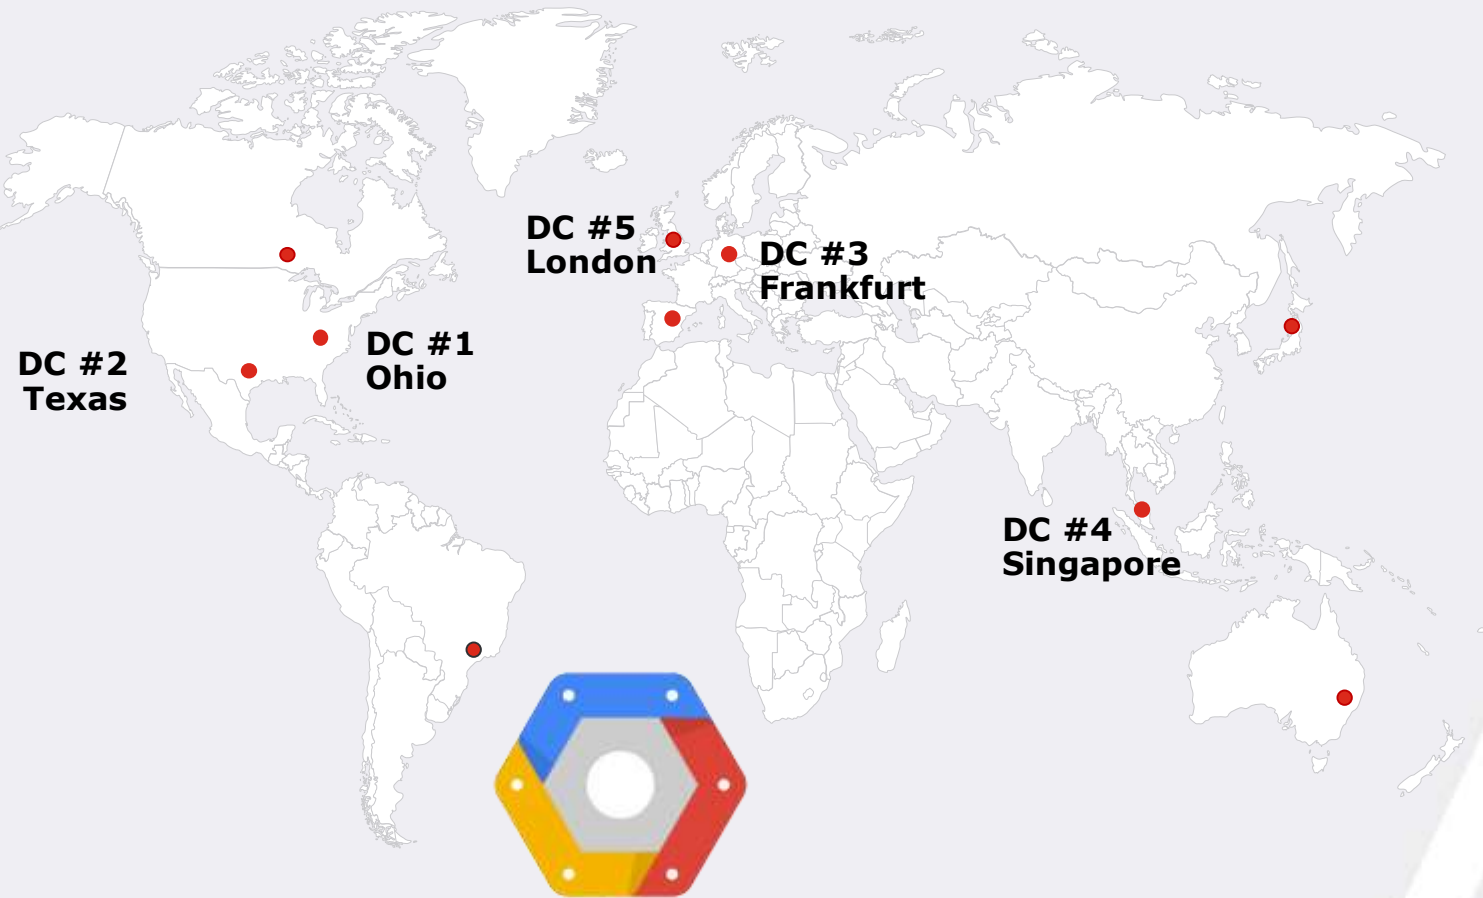 DC #5
London
DC #3
Frankfurt
DC #1
Ohio
DC #2
Texas
DC #4
Singapore